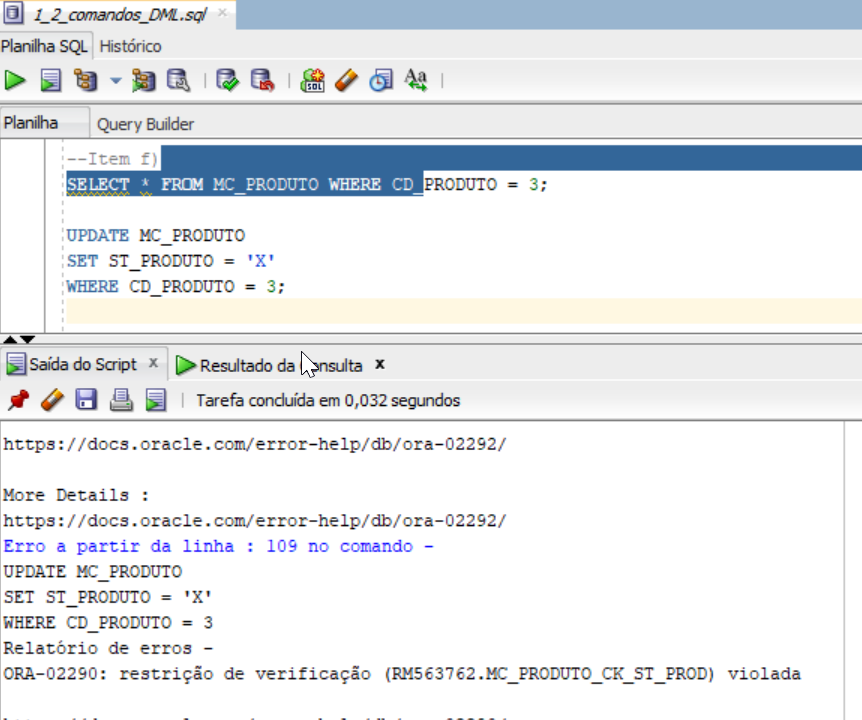 1_2_comandos_DML.sql ×
Planilha SQL Histórico
SQL Aa
Planilha Query Builder
--Item f)
SELECT * FROM MC_PRODUTO WHERE CD_PRODUTO = 3;
UPDATE MC_PRODUTO
SET ST_PRODUTO = 'X'
WHERE CD_PRODUTO = 3;
Saída do Script x Resultado da Consulta x
Tarefa concluída em 0,032 segundos
https://docs.oracle.com/error-help/db/ora-02292/
More Details :
https://docs.oracle.com/error-help/db/ora-02292/
Erro a partir da linha : 109 no comando -
UPDATE MC_PRODUTO
SET ST_PRODUTO = 'X'
WHERE CD_PRODUTO = 3
Relatório de erros -
ORA-02290: restrição de verificação (RM563762.MC_PRODUTO_CK_ST_PROD) violada